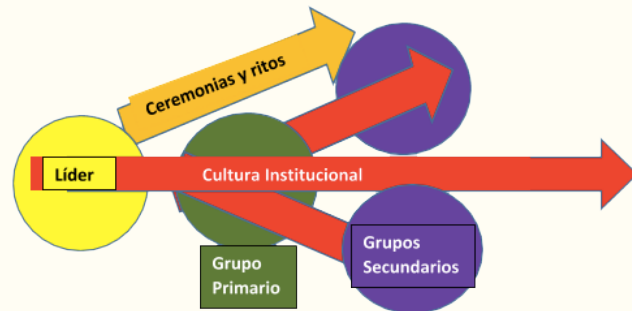 Ceremonias y ritos
Líder
Cultura Institucional
Grupo
Primario
Grupos
Secundarios